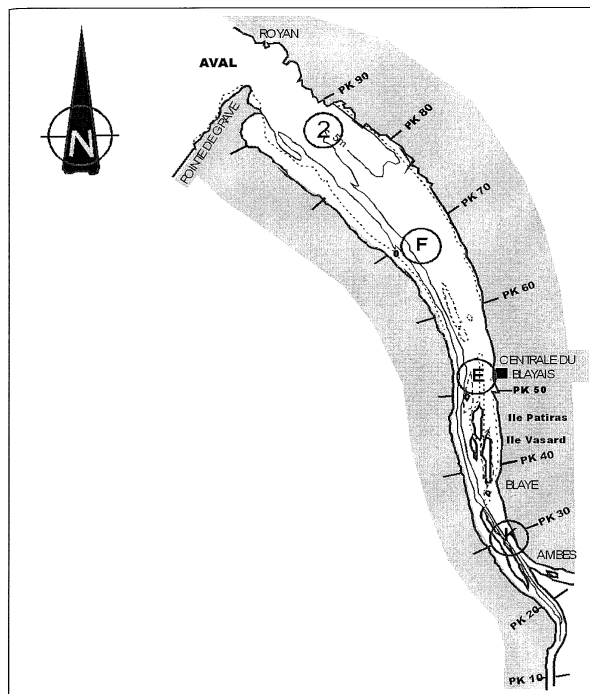 ROYAN
AVAL
PK 90
N
POINTE DE GRAVE
2
PK 80
PK 70
F
PK 60
CENTRALE DU
BLAYAIS
E
PK 50
Ile Patiras
Ile Vasard
PK 40
BLAYE
PK 30
K
AMBES
PK 20
PK 10